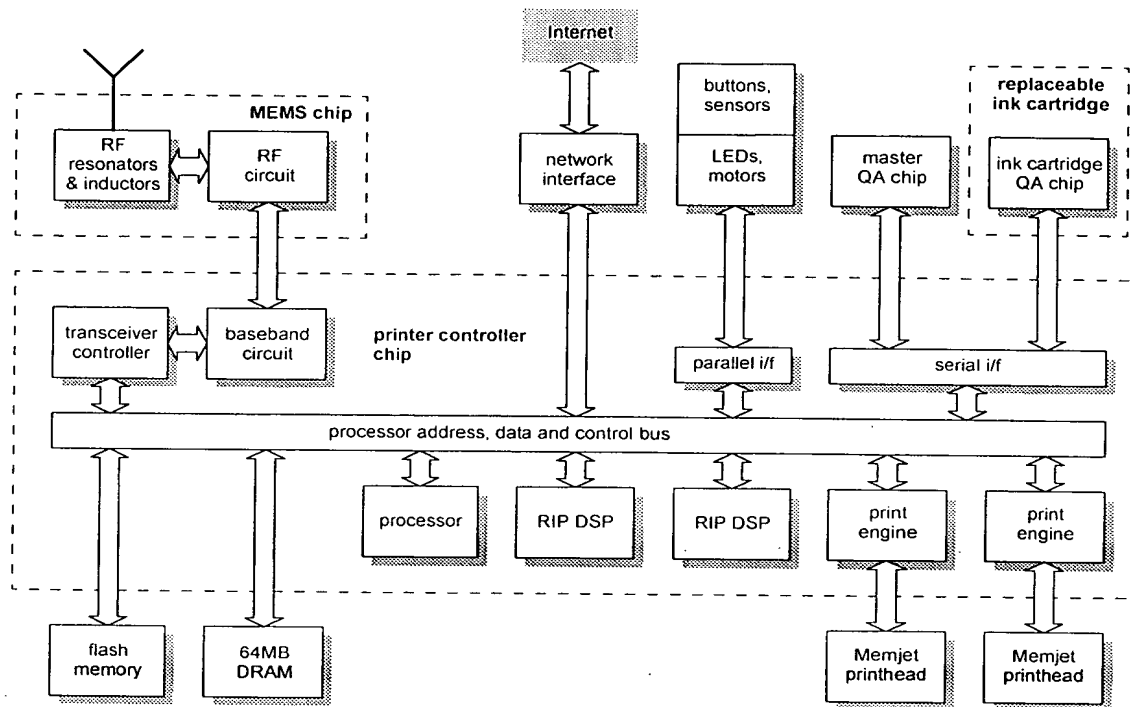 Internet
MEMS chip
RF
resonators
& inductors
RF
circuit
network
interface
buttons,
sensors
LEDs,
motors
master
QA chip
replaceable
ink cartridge
ink cartridge
QA chip
transceiver
controller
baseband
circuit
printer controller
chip
parallel i/f
serial i/f
processor address, data and control bus
processor
RIP DSP
RIP DSP
print
engine
print
engine
flash
memory
64MB
DRAM
Memjet
printhead
Memjet
printhead